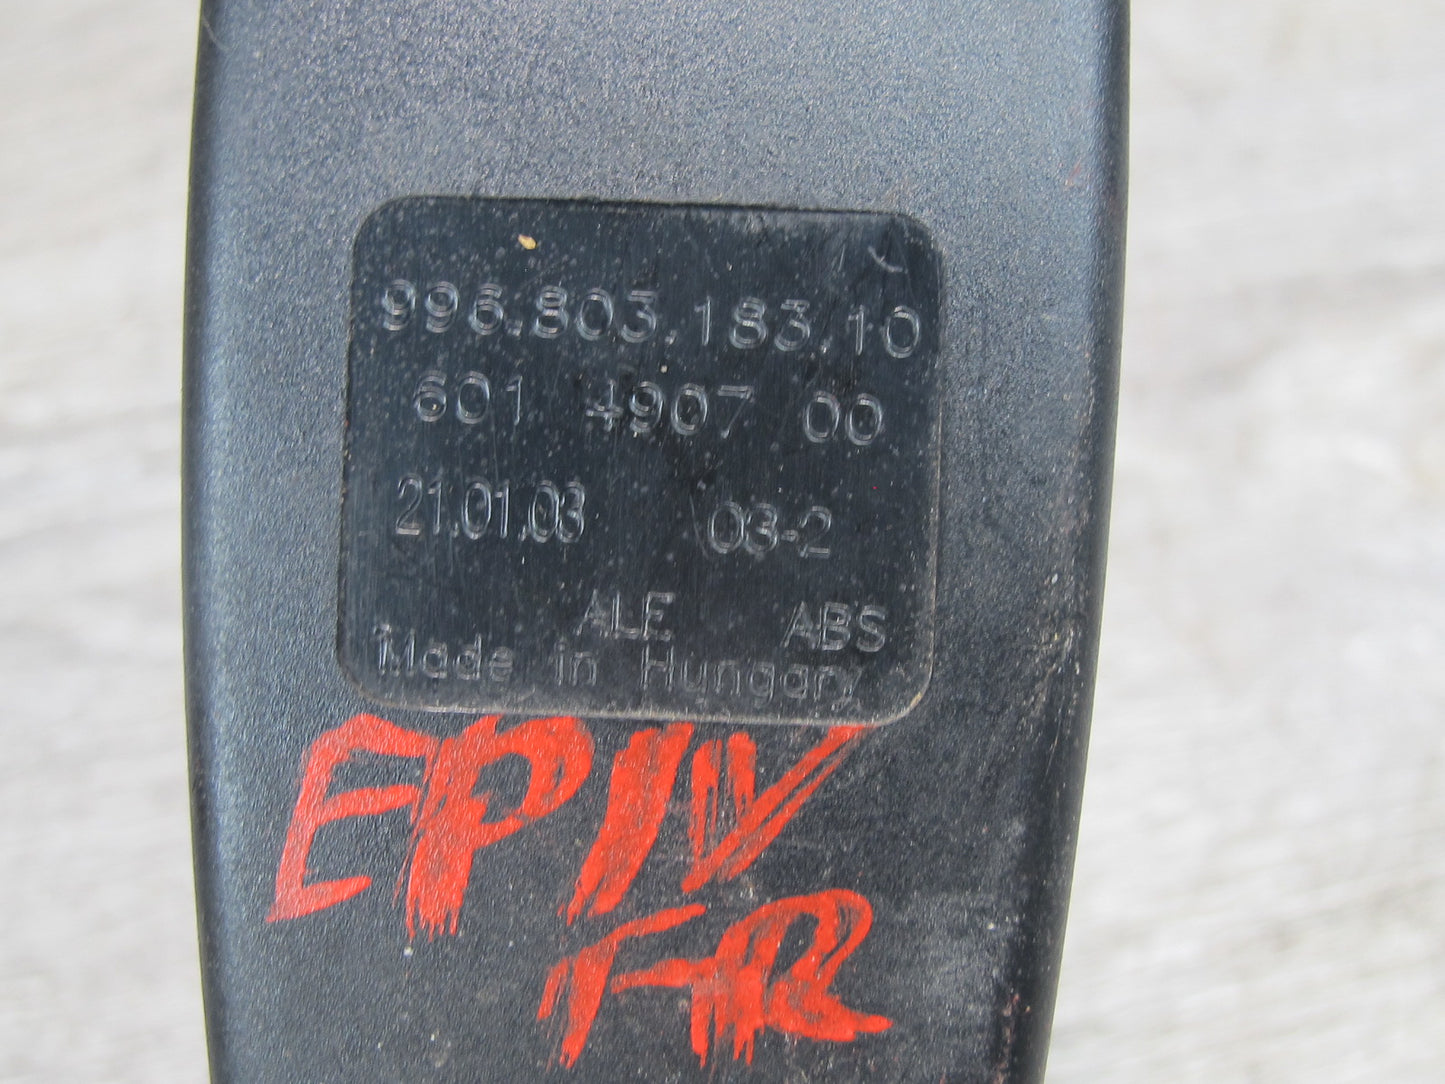 996.803.183.10
601 4907 00
21.01.03 03-2
ALE ABS
Made in Hungary
EPIV
FR